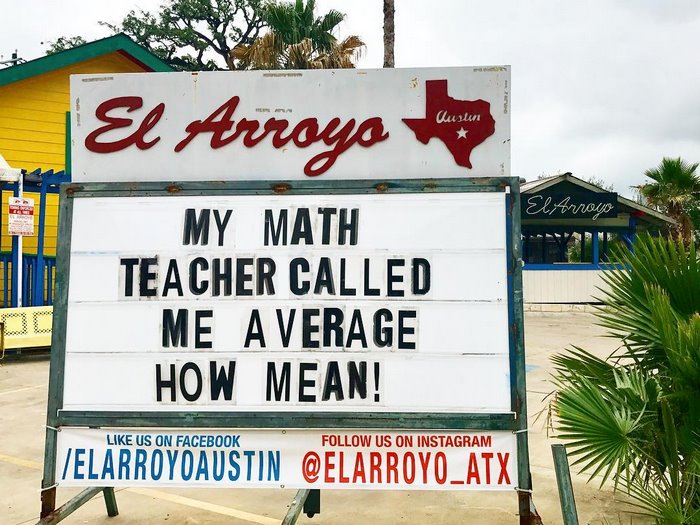 El Arroyo
Austin
El Arroyo
MY MATH
TEACHER CALLED
ME AVERAGE
HOW MEAN!
LIKE US ON FACEBOOK
/ELARROYOAUSTIN
FOLLOW US ON INSTAGRAM
@ELARROYO_ATX